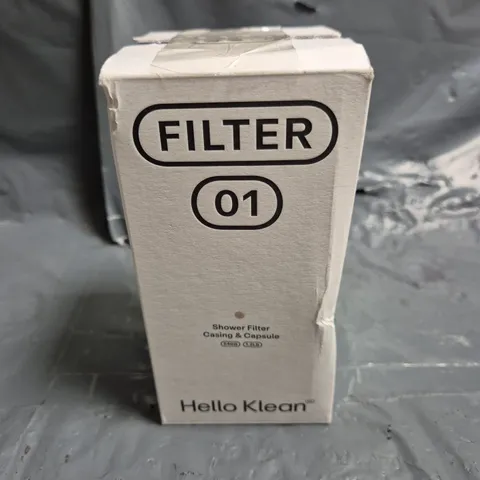 FILTER
01
Shower Filter
Casing & Capsule
Hello Klean